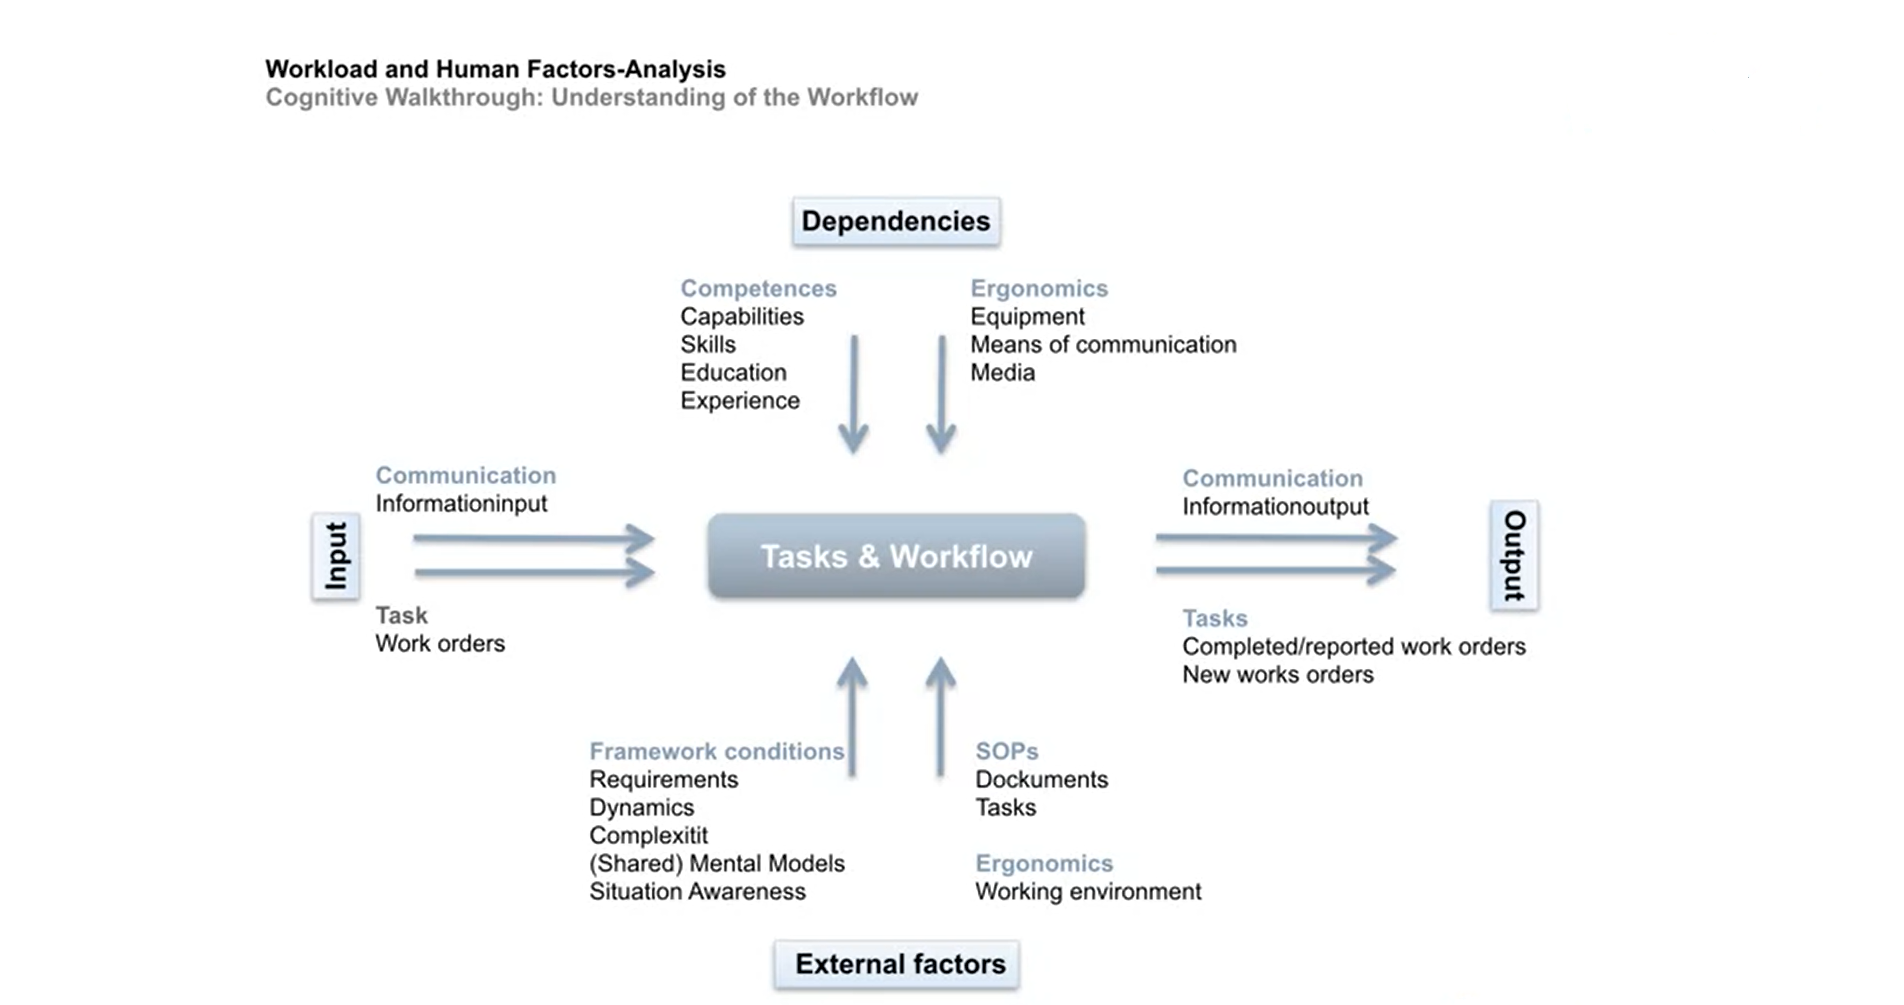 Workload and Human Factors-Analysis
Cognitive Walkthrough: Understanding of the Workflow
Dependencies
Competences
Capabilities
Skills
Education
Experience
Ergonomics
Equipment
Means of communication
Media
Input
Communication
Informationinput
Task
Work orders
Tasks & Workflow
Communication
Informationoutput
Tasks
Completed/reported work orders
New works orders
Output
Framework conditions
Requirements
Dynamics
Complexitit
(Shared) Mental Models
Situation Awareness
SOPs
Dockuments
Tasks
Ergonomics
Working environment
External factors